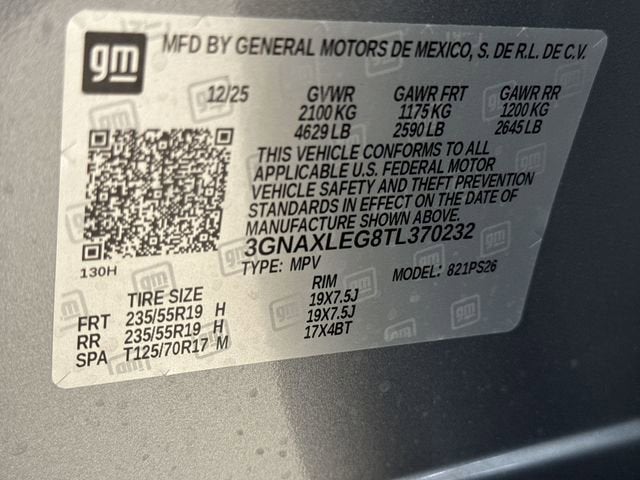 gm
MFD BY GENERAL MOTORS DE MEXICO, S. DE R.L. DE C.V.
12/25 GVWR GAWR FRT GAWR RR
2100 KG 1175 KG 1200 KG
4629 LB 2590 LB 2645 LB
THIS VEHICLE CONFORMS TO ALL
APPLICABLE U.S. FEDERAL MOTOR
VEHICLE SAFETY AND THEFT PREVENTION
STANDARDS IN EFFECT ON THE DATE OF
MANUFACTURE SHOWN ABOVE.
3GNAXLEG8TL370232
130H
TYPE: MPV MODEL: 821PS26
TIRE SIZE RIM
FRT 235/55R19 H 19X7.5J
RR 235/55R19 H 19X7.5J
SPA T125/70R17 M 17X4BT